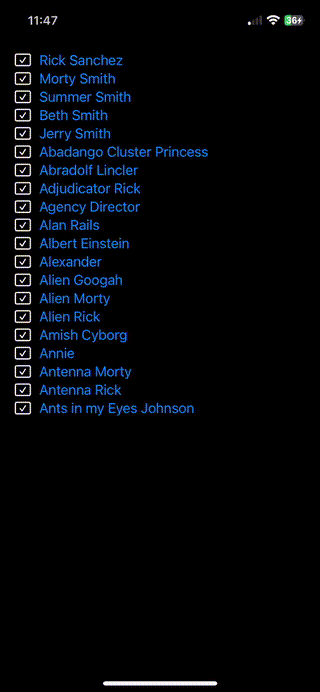 11:47
36
Rick Sanchez
Morty Smith
Summer Smith
Beth Smith
Jerry Smith
Abadango Cluster Princess
Abradolf Lincler
Adjudicator Rick
Agency Director
Alan Rails
Albert Einstein
Alexander
Alien Googah
Alien Morty
Alien Rick
Amish Cyborg
Annie
Antenna Morty
Antenna Rick
Ants in my Eyes Johnson